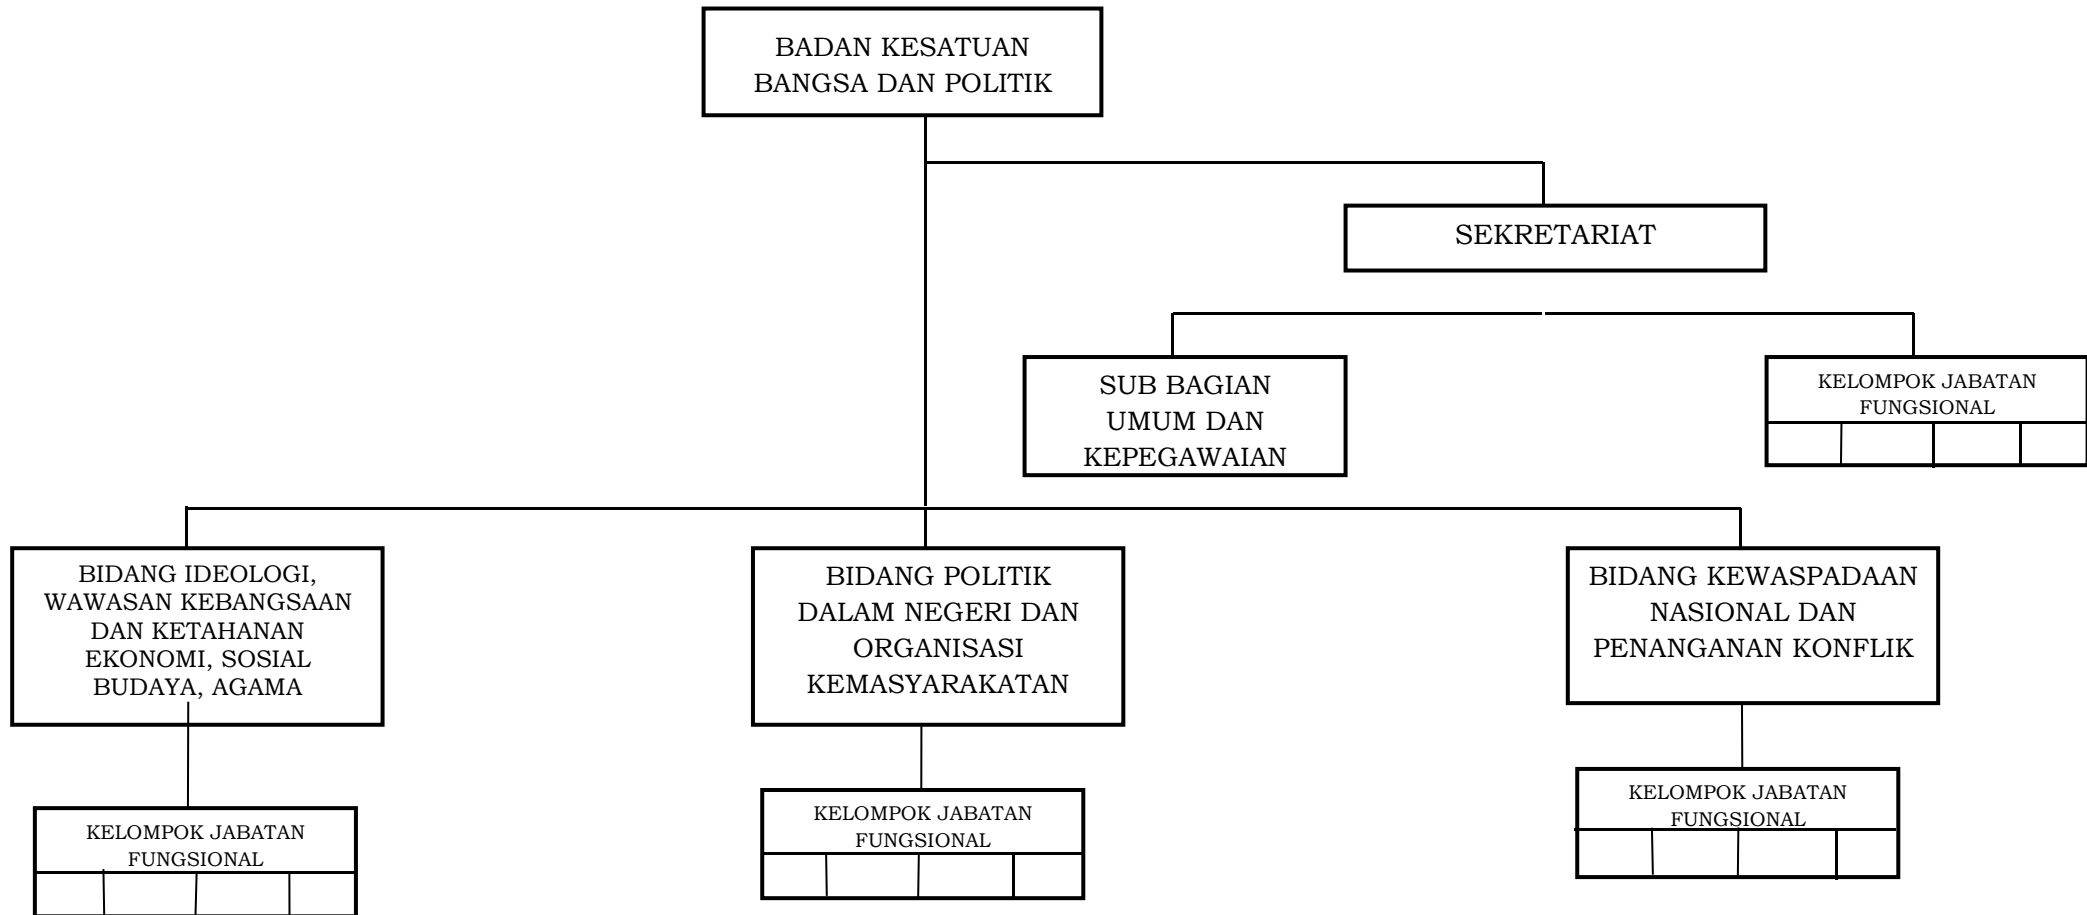 BADAN KESATUAN
BANGSA DAN POLITIK
SEKRETARIAT
SUB BAGIAN
UMUM DAN
KEPEGAWAIAN
KELOMPOK JABATAN
FUNGSIONAL
BIDANG IDEOLOGI,
WAWASAN KEBANGSAAN
DAN KETAHANAN
EKONOMI, SOSIAL
BUDAYA, AGAMA
BIDANG POLITIK
DALAM NEGERI DAN
ORGANISASI
KEMASYARAKATAN
BIDANG KEWASPADAAN
NASIONAL DAN
PENANGANAN KONFLIK
KELOMPOK JABATAN
FUNGSIONAL
KELOMPOK JABATAN
FUNGSIONAL
KELOMPOK JABATAN
FUNGSIONAL